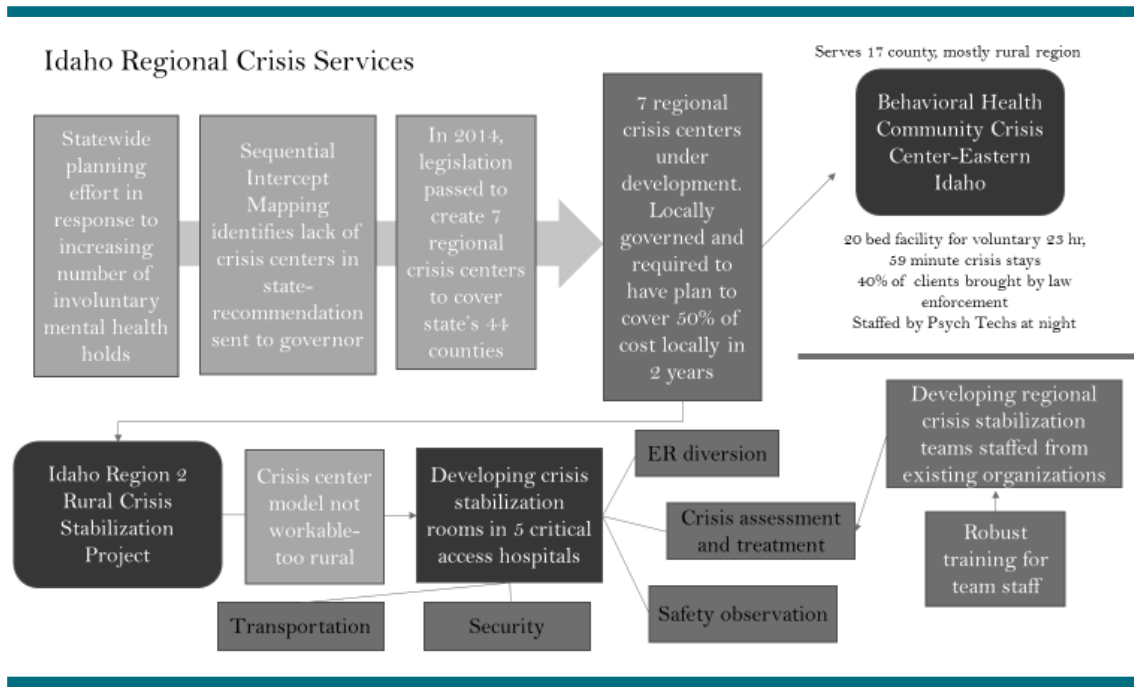 Idaho Regional Crisis Services
Statewide
planning
effort in
response to
increasing
number of
involuntary
mental health
holds
Sequential
Intercept
Mapping
identifies lack of
crisis centers in
state-
recommendation
sent to governor
In 2014,
legislation
passed to
create 7
regional
crisis centers
to cover
state's 44
counties
7 regional
crisis centers
under
development.
Locally
governed and
required to
have plan to
cover 50% of
cost locally in
2 years
Serves 17 county, mostly rural region
Behavioral Health
Community Crisis
Center-Eastern
Idaho
20 bed facility for voluntary 23 hr,
59 minute crisis stays
40% of clients brought by law
enforcement
Staffed by Psych Techs at night
Idaho Region 2
Rural Crisis
Stabilization
Project
Crisis center
model not
workable-
too rural
Developing crisis
stabilization
rooms in 5 critical
access hospitals
Transportation
Security
ER diversion
Crisis assessment
and treatment
Safety observation
Developing regional
crisis stabilization
teams staffed from
existing organizations
Robust
training for
team staff